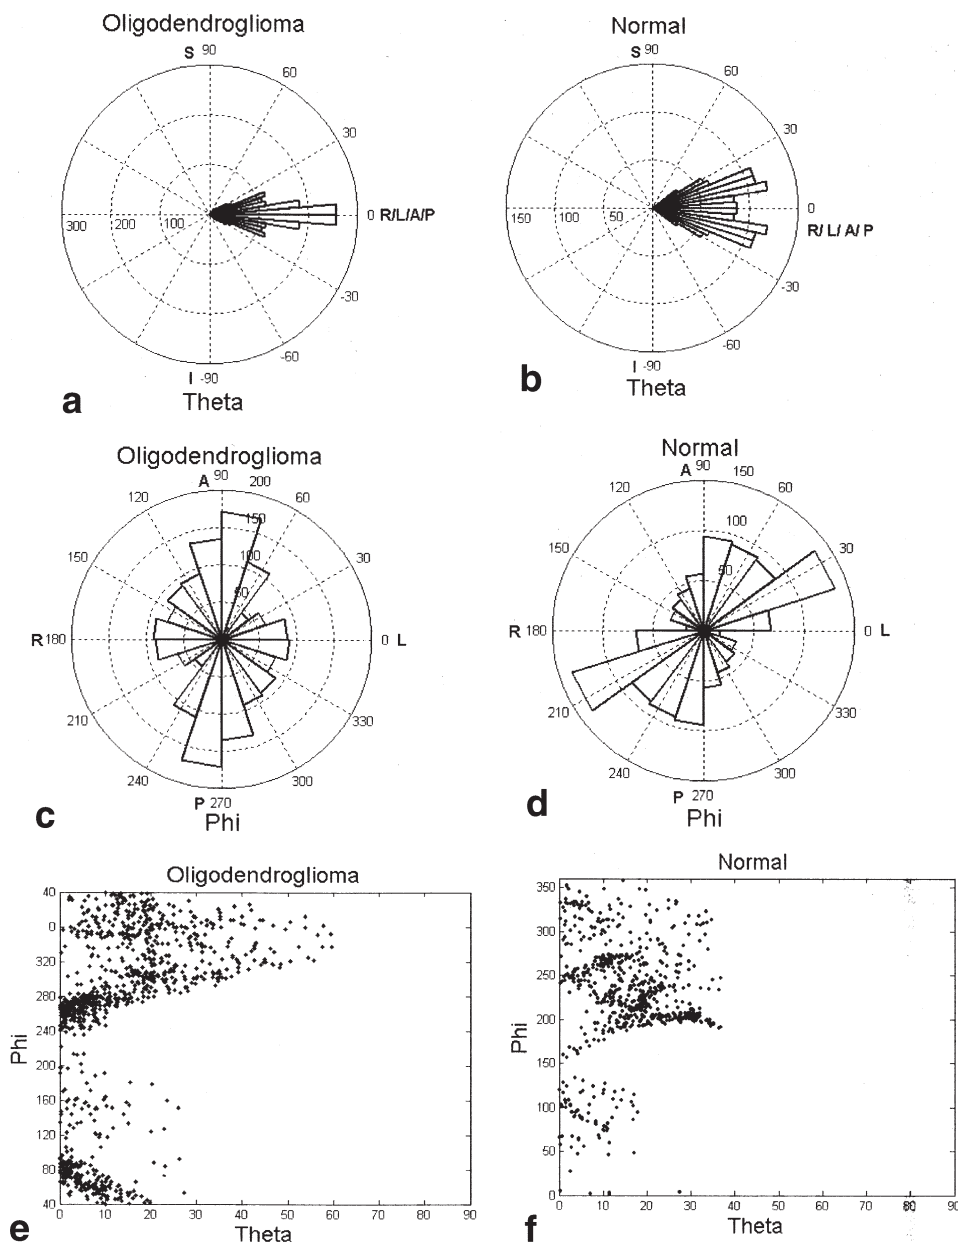 Oligodendroglioma
S 90
60
30
0 R/L/A/P
300 200 100
-30
-60
I -90
Theta
a
Normal
S 90
60
30
0
R/ L/ A/ P
150 100 50
-30
-60
I -90
Theta
b
Oligodendroglioma
A 90
200
120 60
150
150 30
100
50
R 180 0 L
210 330
240 300
P 270
Phi
c
Normal
A 90
150
120 60
100
150 30
50
R 180 0 L
210 330
240 300
P 270
Phi
d
Oligodendroglioma
40
0
320
280
240
200
160
120
80
40
Phi
0 10 20 30 40 50 60 70 80 90
Theta
e
Normal
350
300
250
200
150
100
50
0
Phi
0 10 20 30 40 50 60 70 80 90
Theta
f